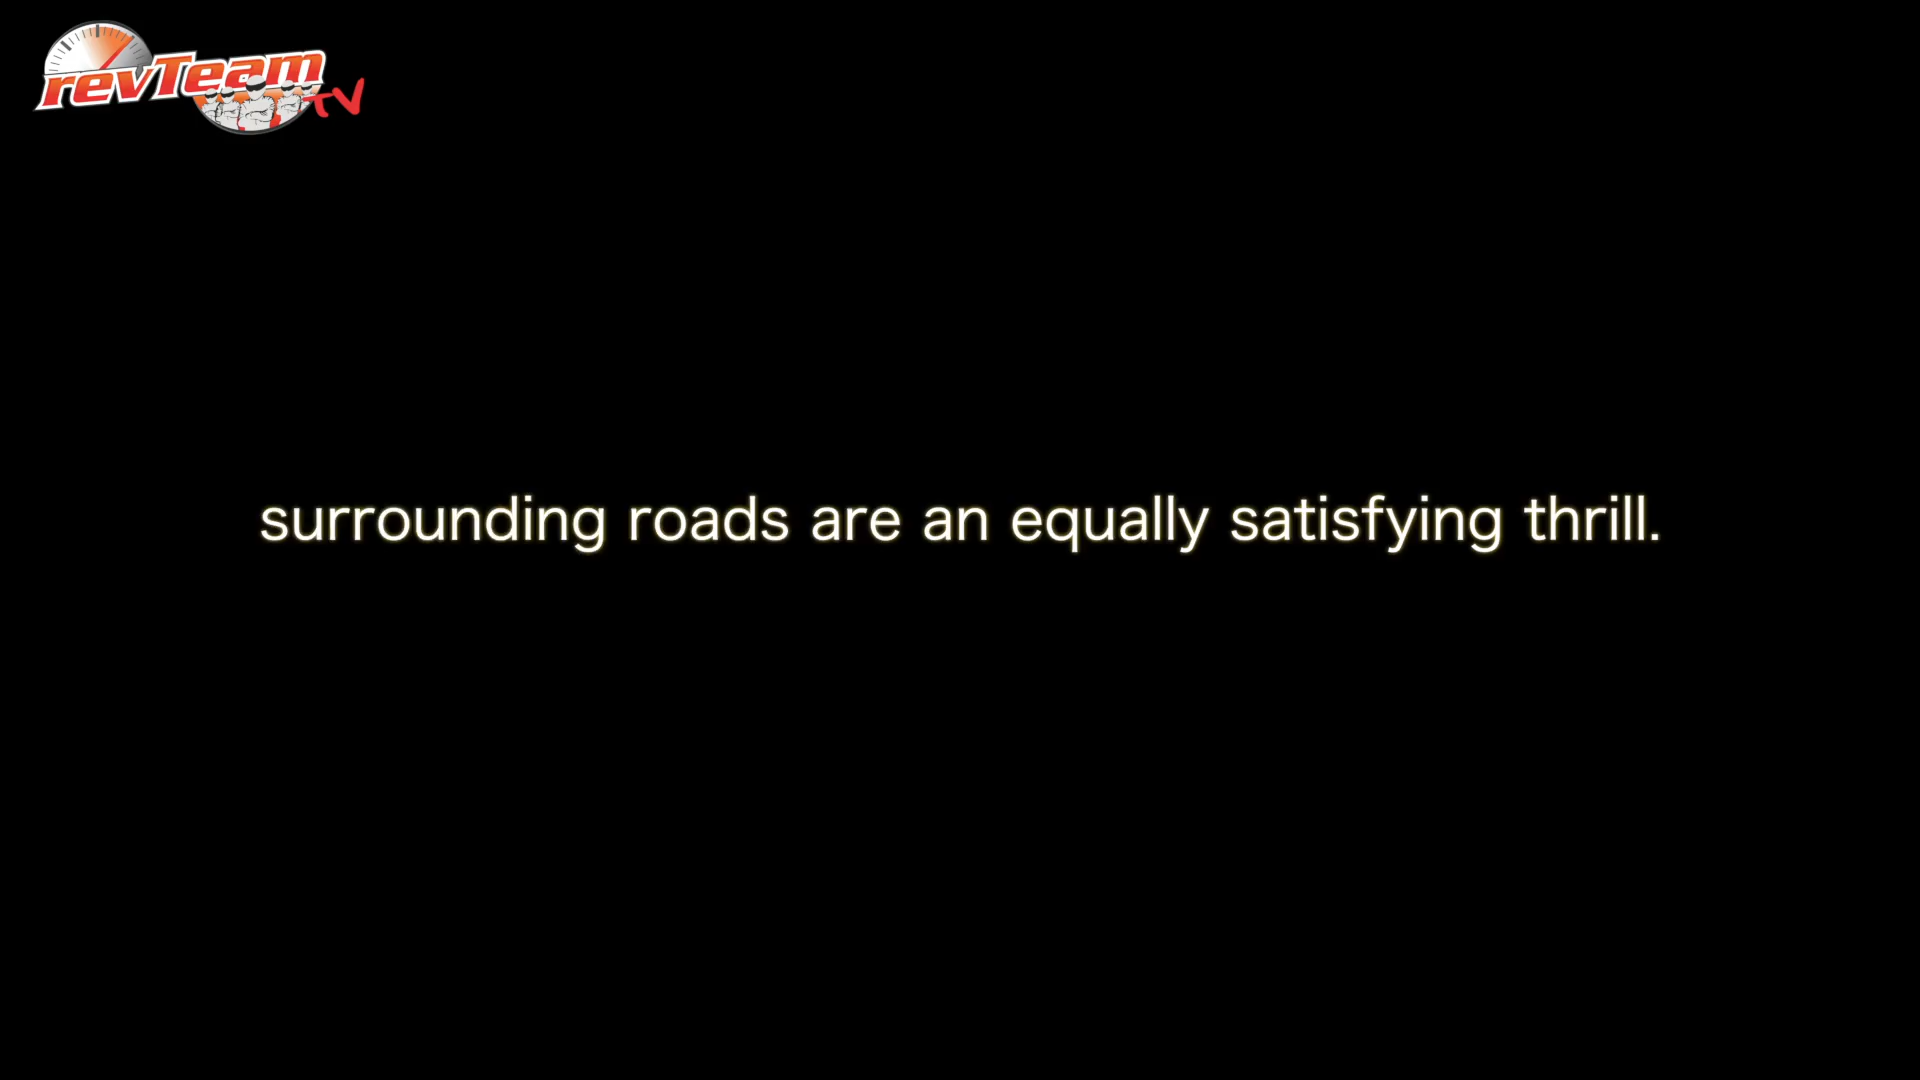 revTeam
TV
surrounding roads are an equally satisfying thrill.